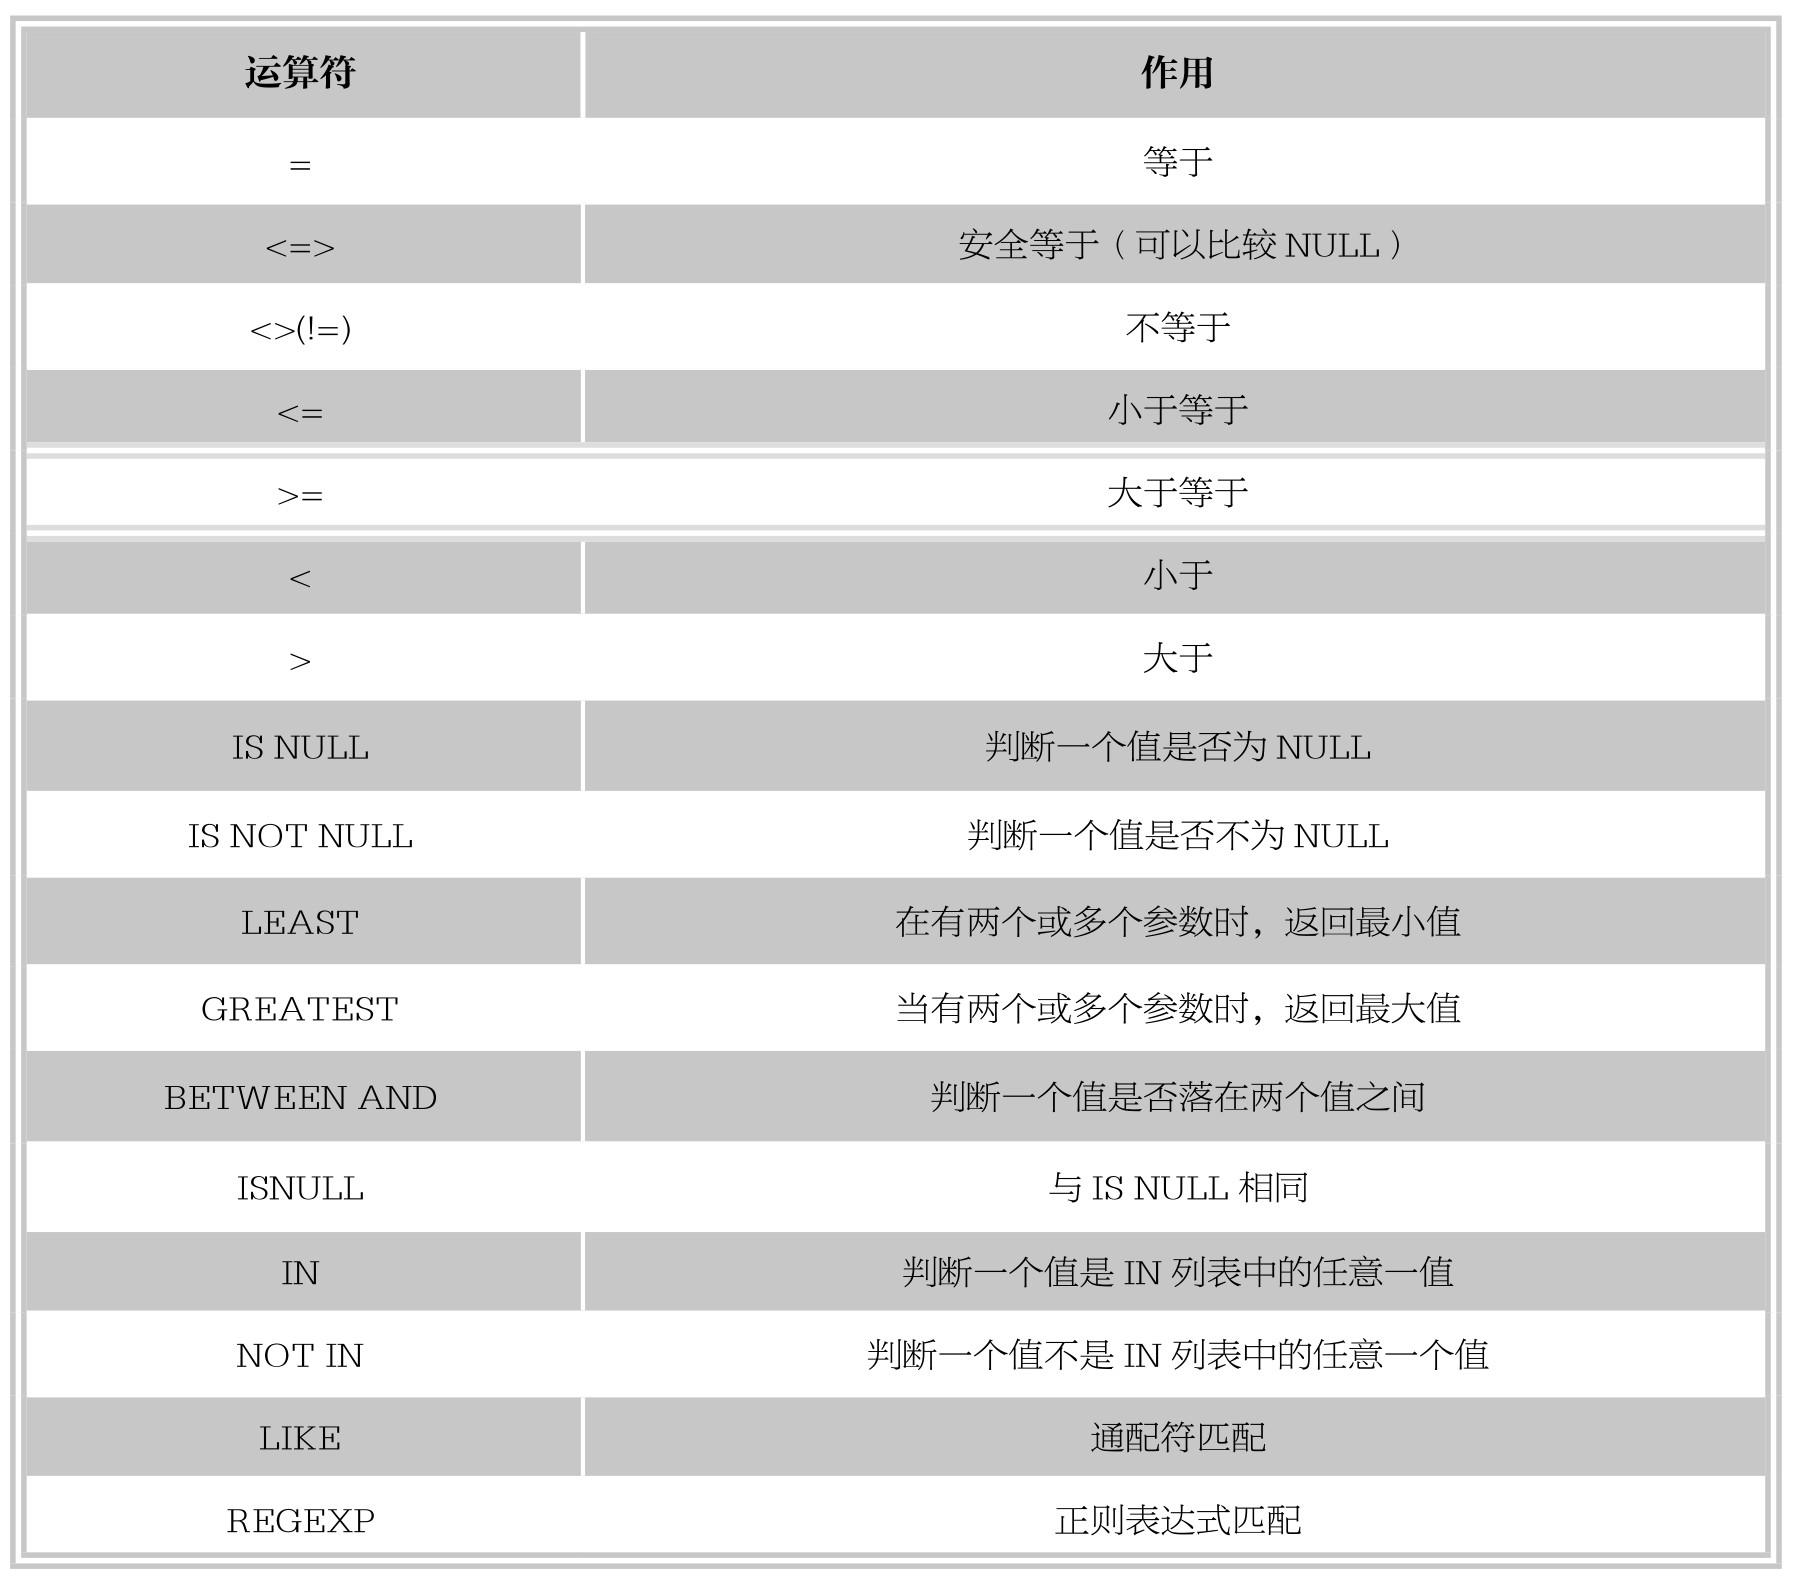 运算符 作用
= 等于
<=> 安全等于（可以比较 NULL）
<>(!=) 不等于
<= 小于等于
>= 大于等于
< 小于
> 大于
IS NULL 判断一个值是否为 NULL
IS NOT NULL 判断一个值是否不为 NULL
LEAST 在有两个或多个参数时，返回最小值
GREATEST 当有两个或多个参数时，返回最大值
BETWEEN AND 判断一个值是否落在两个值之间
ISNULL 与 IS NULL 相同
IN 判断一个值是 IN 列表中的任意一值
NOT IN 判断一个值不是 IN 列表中的任意一个值
LIKE 通配符匹配
REGEXP 正则表达式匹配